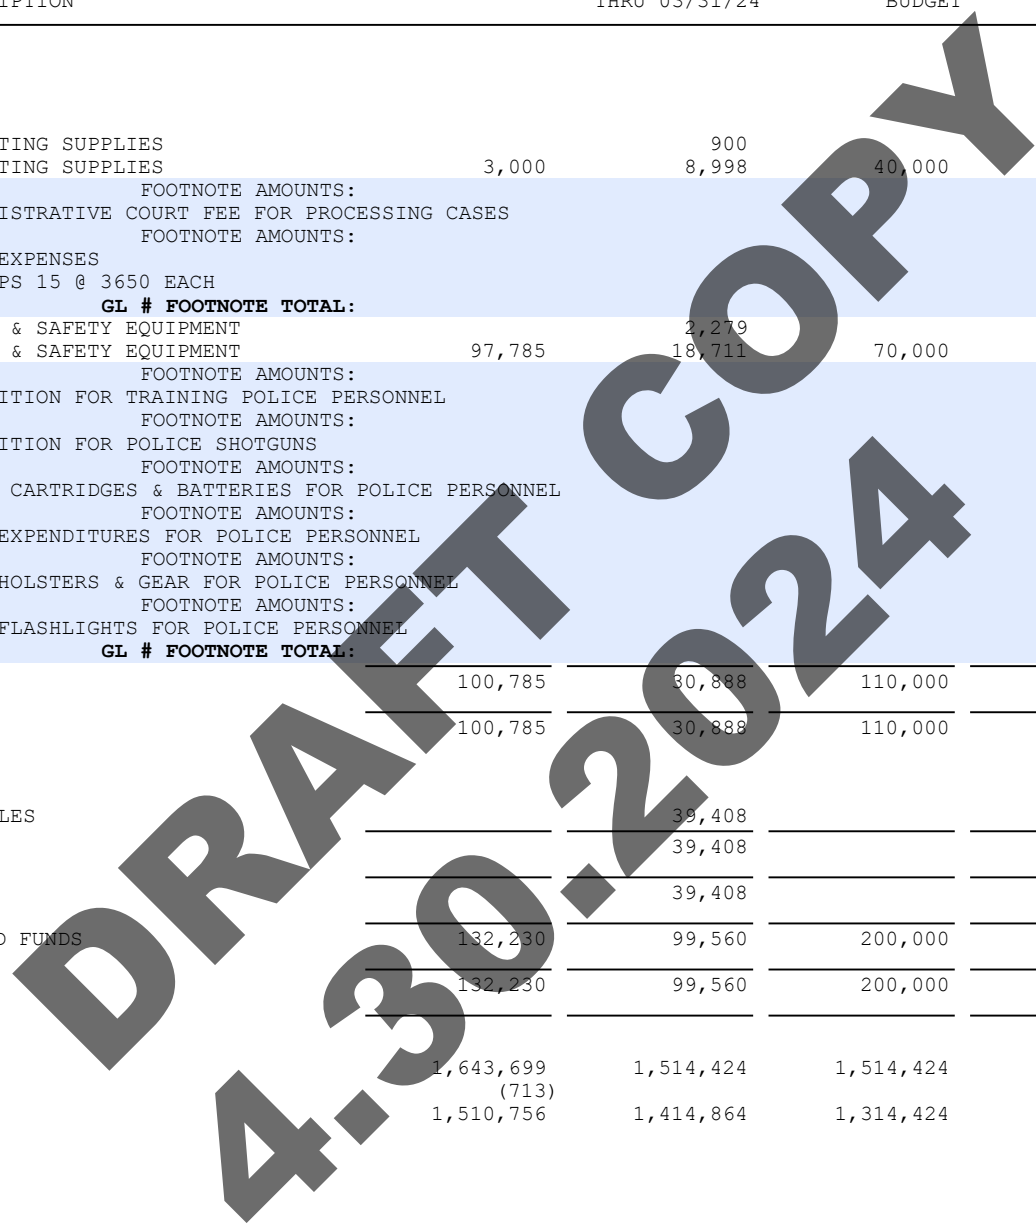 IPTION THRU 03/31/24 BUDGET
TING SUPPLIES 900
TING SUPPLIES 3,000 8,998 40,000
FOOTNOTE AMOUNTS:
ISTRATIVE COURT FEE FOR PROCESSING CASES
FOOTNOTE AMOUNTS:
EXPENSES
PS 15 @ 3650 EACH
GL # FOOTNOTE TOTAL:
& SAFETY EQUIPMENT 2,279
& SAFETY EQUIPMENT 97,785 18,711 70,000
FOOTNOTE AMOUNTS:
ITION FOR TRAINING POLICE PERSONNEL
FOOTNOTE AMOUNTS:
ITION FOR POLICE SHOTGUNS
FOOTNOTE AMOUNTS:
CARTRIDGES & BATTERIES FOR POLICE PERSONNEL
FOOTNOTE AMOUNTS:
EXPENDITURES FOR POLICE PERSONNEL
FOOTNOTE AMOUNTS:
HOLSTERS & GEAR FOR POLICE PERSONNEL
FOOTNOTE AMOUNTS:
FLASHLIGHTS FOR POLICE PERSONNEL
GL # FOOTNOTE TOTAL:
100,785 30,888 110,000
100,785 30,888 110,000
LES 39,408
39,408
39,408
D FUNDS 132,230 99,560 200,000
132,230 99,560 200,000
1,643,699 1,514,424 1,514,424
(713)
1,510,756 1,414,864 1,314,424
DRAFT COPY
4.30.2024